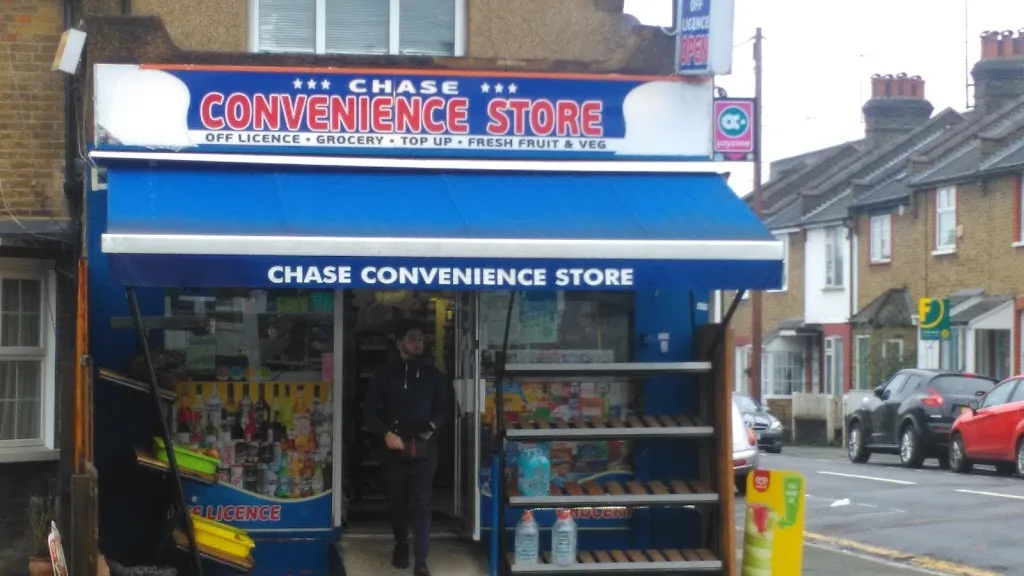 OFF
LICENCE
OPEN
★★★ CHASE ★★★
CONVENIENCE STORE
OFF LICENCE • GROCERY • TOP UP • FRESH FRUIT & VEG
payzone
CHASE CONVENIENCE STORE
LICENCE